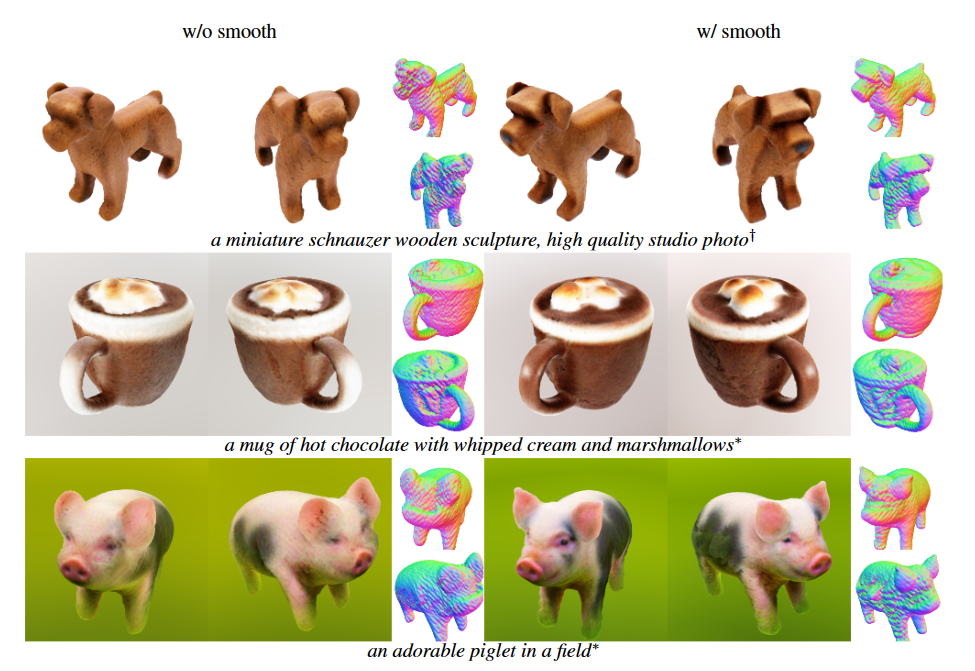 w/o smooth
w/ smooth
a miniature schnauzer wooden sculpture, high quality studio photo†
a mug of hot chocolate with whipped cream and marshmallows*
an adorable piglet in a field*